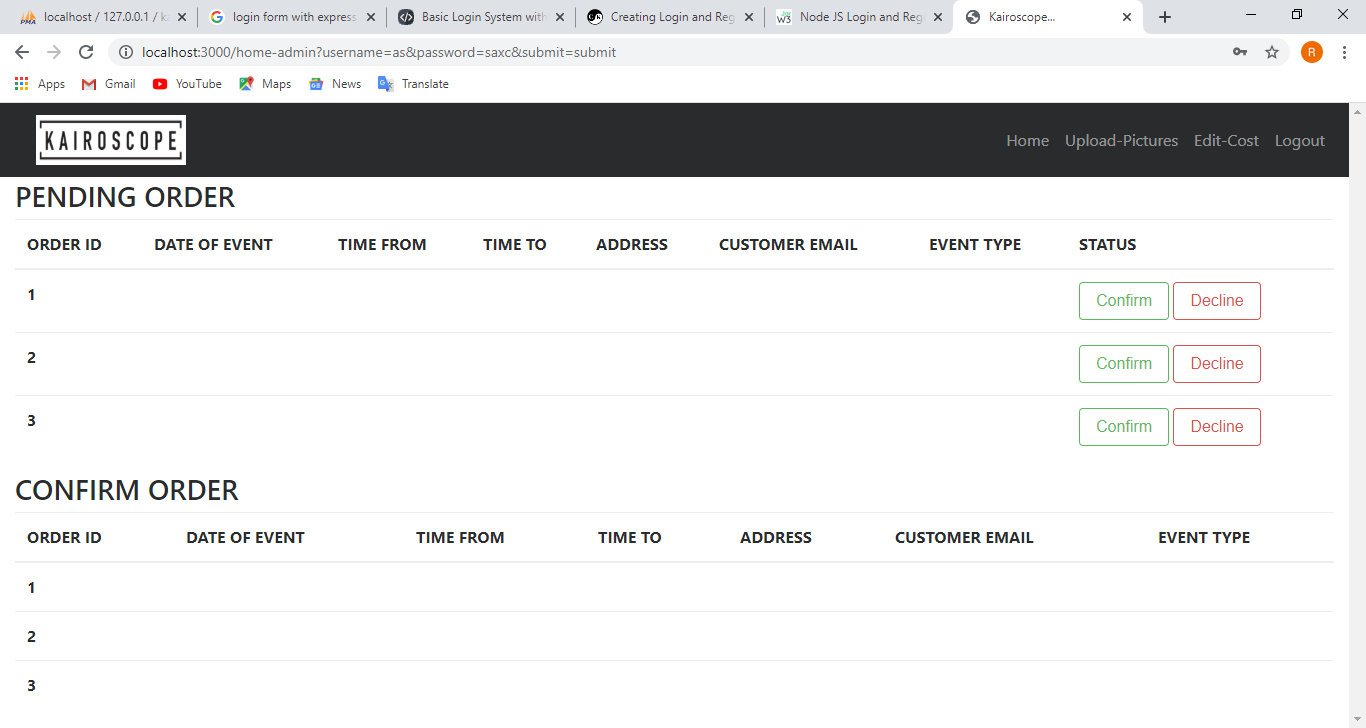 localhost / 127.0.0.1 / k
login form with express
Basic Login System with
Creating Login and Reg
Node JS Login and Regi
Kairoscope...
localhost:3000/home-admin?username=as&password=saxc&submit=submit
R
Apps Gmail YouTube Maps News Translate
KAIROSCOPE
Home Upload-Pictures Edit-Cost Logout
PENDING ORDER
ORDER ID DATE OF EVENT TIME FROM TIME TO ADDRESS CUSTOMER EMAIL EVENT TYPE STATUS
1 Confirm Decline
2 Confirm Decline
3 Confirm Decline
CONFIRM ORDER
ORDER ID DATE OF EVENT TIME FROM TIME TO ADDRESS CUSTOMER EMAIL EVENT TYPE
1
2
3